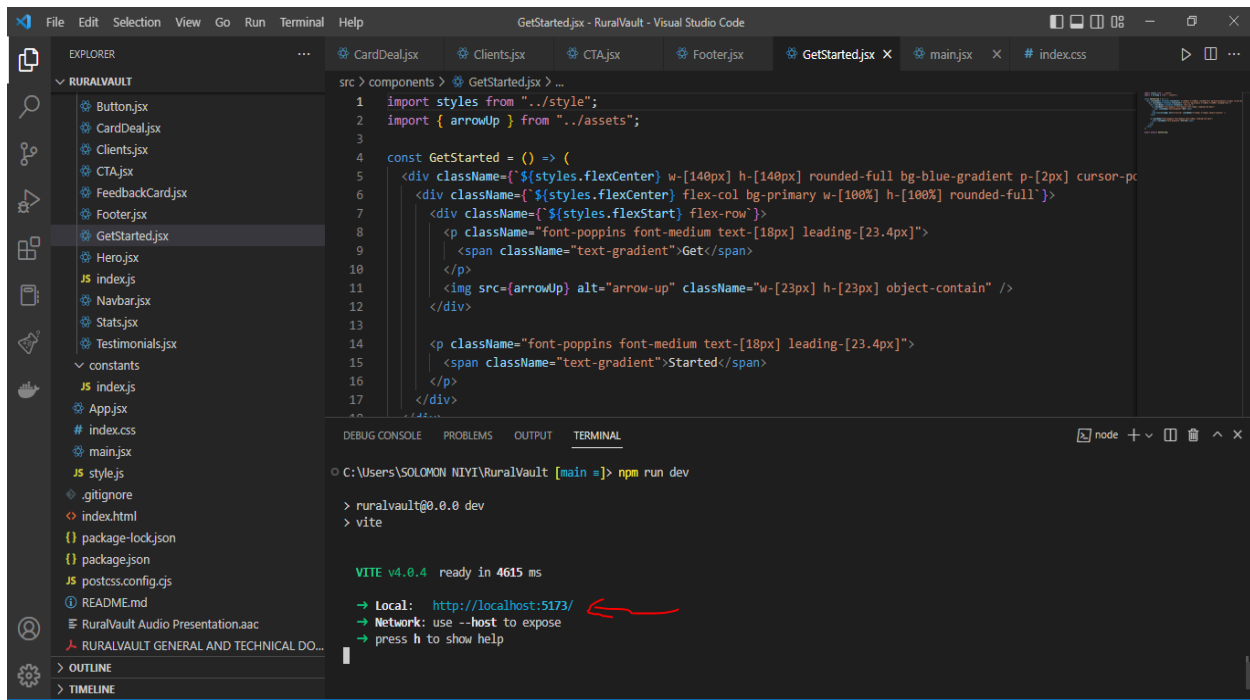 File Edit Selection View Go Run Terminal Help
GetStarted.jsx - RuralVault - Visual Studio Code
EXPLORER
RURALVAULT
Button.jsx
CardDeal.jsx
Clients.jsx
CTA.jsx
FeedbackCard.jsx
Footer.jsx
GetStarted.jsx
Hero.jsx
JS index.js
Navbar.jsx
Stats.jsx
Testimonials.jsx
constants
JS index.js
App.jsx
# index.css
main.jsx
JS style.js
.gitignore
<> index.html
{} package-lock.json
{} package.json
JS postcss.config.cjs
README.md
RuralVault Audio Presentation.aac
RURALVAULT GENERAL AND TECHNICAL DO...
OUTLINE
TIMELINE
CardDeal.jsx Clients.jsx CTA.jsx Footer.jsx GetStarted.jsx main.jsx # index.css
src > components > GetStarted.jsx > ...
1 import styles from "../style";
2 import { arrowUp } from "../assets";
3
4 const GetStarted = () => (
5 <div className={`${styles.flexCenter} w-[140px] h-[140px] rounded-full bg-blue-gradient p-[2px] cursor-po
6 <div className={`${styles.flexCenter} flex-col bg-primary w-[100%] h-[100%] rounded-full`}>
7 <div className={`${styles.flexStart} flex-row`}>
8 <p className="font-poppins font-medium text-[18px] leading-[23.4px]">
9 <span className="text-gradient">Get</span>
10 </p>
11 <img src={arrowUp} alt="arrow-up" className="w-[23px] h-[23px] object-contain" />
12 </div>
13
14 <p className="font-poppins font-medium text-[18px] leading-[23.4px]">
15 <span className="text-gradient">Started</span>
16 </p>
17 </div>
18 </div>
DEBUG CONSOLE PROBLEMS OUTPUT TERMINAL
node
C:\Users\SOLOMON NIYI\RuralVault [main ≡]> npm run dev
> ruralvault@0.0.0 dev
> vite
VITE v4.0.4 ready in 4615 ms
➜ Local: http://localhost:5173/
➜ Network: use --host to expose
➜ press h to show help